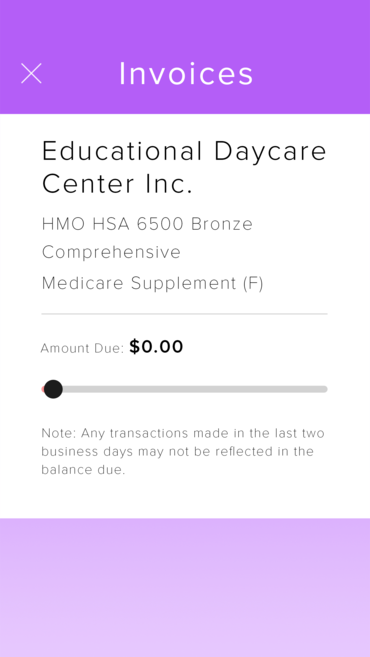 Invoices
Educational Daycare
Center Inc.
HMO HSA 6500 Bronze
Comprehensive
Medicare Supplement (F)
Amount Due: $0.00
Note: Any transactions made in the last two
business days may not be reflected in the
balance due.